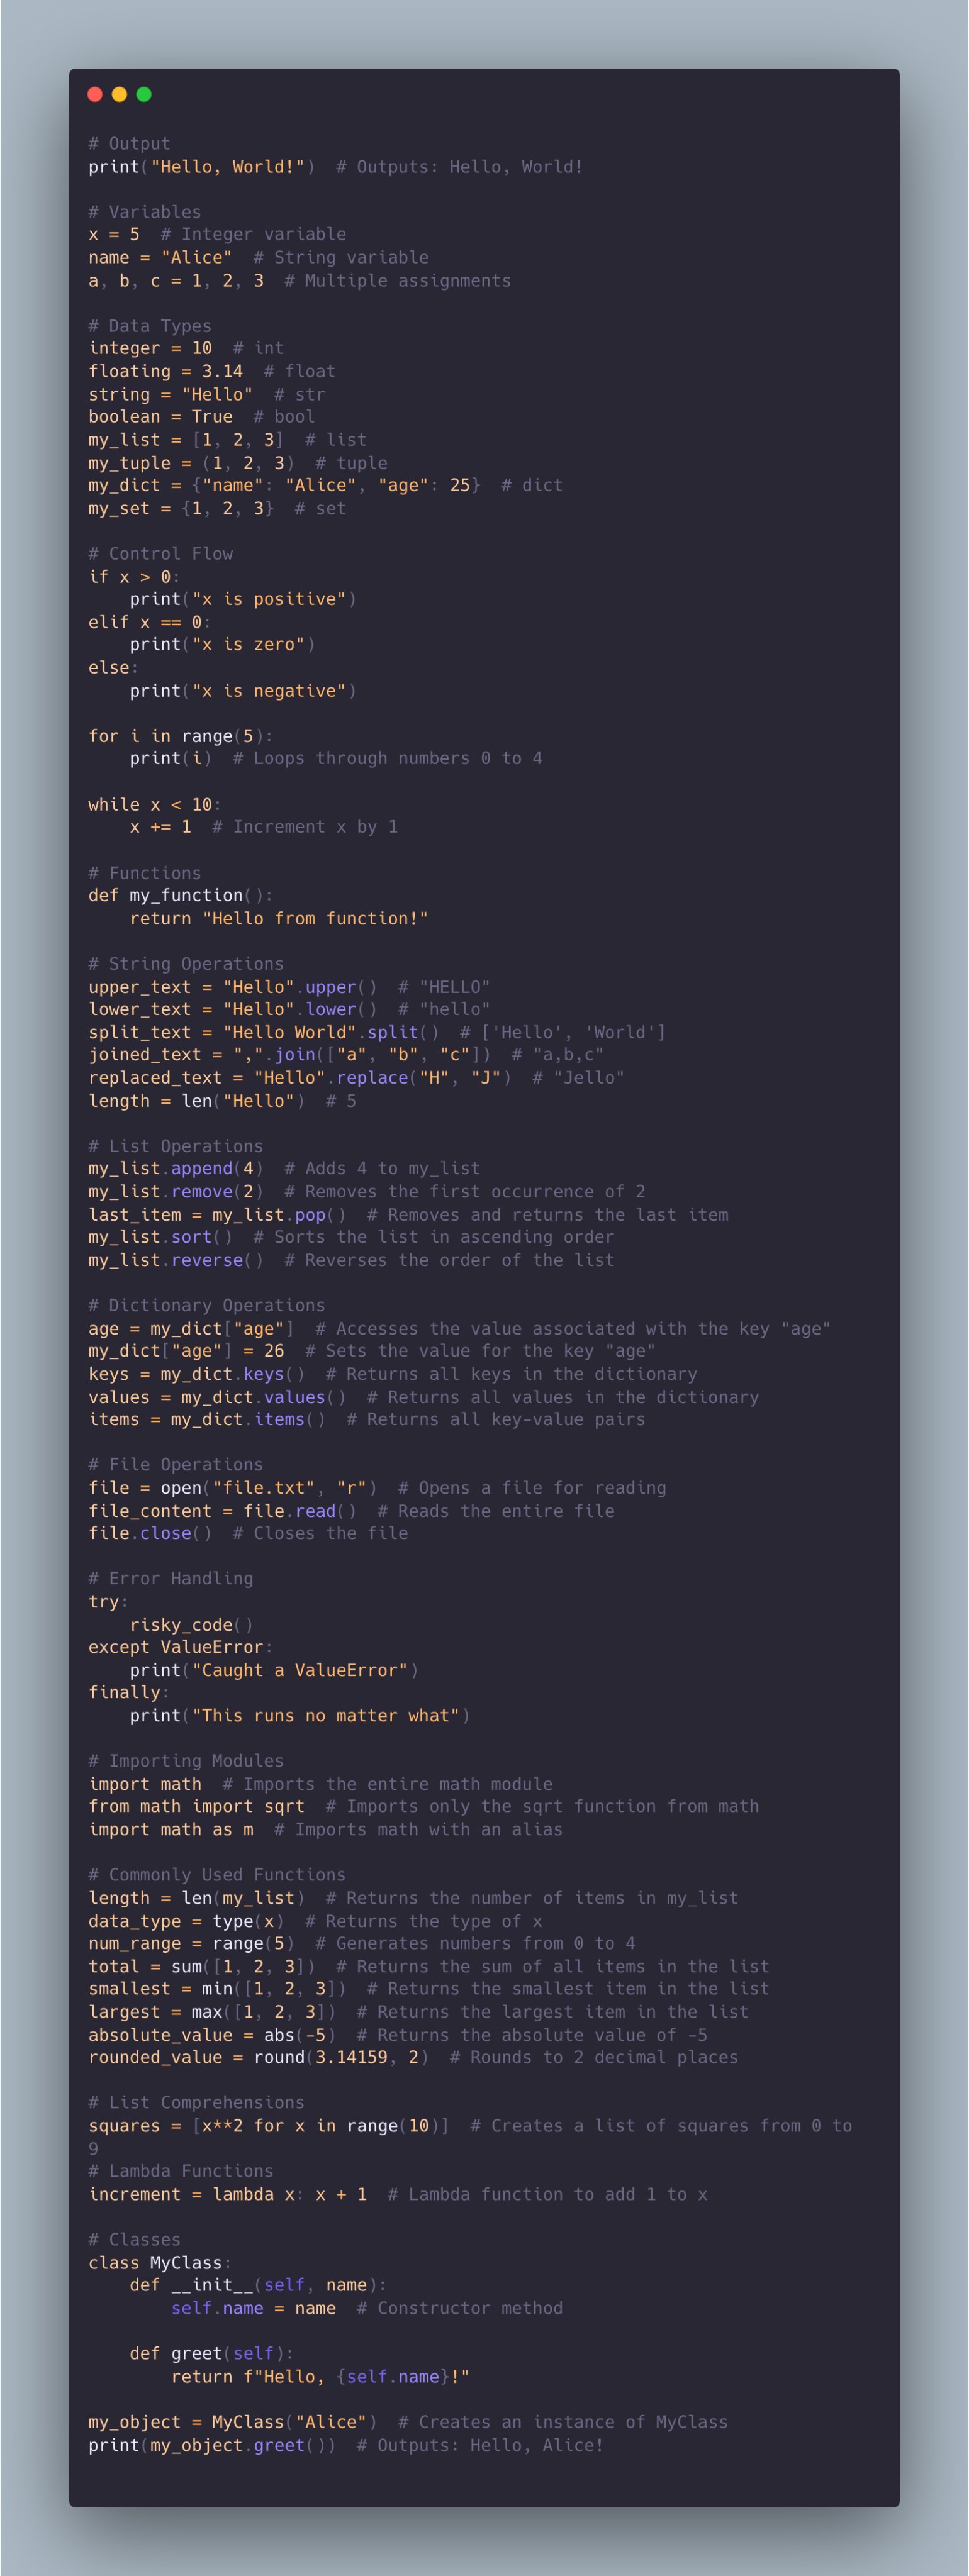 # Output
print("Hello, World!")  # Outputs: Hello, World!

# Variables
x = 5  # Integer variable
name = "Alice"  # String variable
a, b, c = 1, 2, 3  # Multiple assignments

# Data Types
integer = 10  # int
floating = 3.14  # float
string = "Hello"  # str
boolean = True  # bool
my_list = [1, 2, 3]  # list
my_tuple = (1, 2, 3)  # tuple
my_dict = {"name": "Alice", "age": 25}  # dict
my_set = {1, 2, 3}  # set

# Control Flow
if x > 0:
    print("x is positive")
elif x == 0:
    print("x is zero")
else:
    print("x is negative")

for i in range(5):
    print(i)  # Loops through numbers 0 to 4

while x < 10:
    x += 1  # Increment x by 1

# Functions
def my_function():
    return "Hello from function!"

# String Operations
upper_text = "Hello".upper()  # "HELLO"
lower_text = "Hello".lower()  # "hello"
split_text = "Hello World".split()  # ['Hello', 'World']
joined_text = ",".join(["a", "b", "c"])  # "a,b,c"
replaced_text = "Hello".replace("H", "J")  # "Jello"
length = len("Hello")  # 5

# List Operations
my_list.append(4)  # Adds 4 to my_list
my_list.remove(2)  # Removes the first occurrence of 2
last_item = my_list.pop()  # Removes and returns the last item
my_list.sort()  # Sorts the list in ascending order
my_list.reverse()  # Reverses the order of the list

# Dictionary Operations
age = my_dict["age"]  # Accesses the value associated with the key "age"
my_dict["age"] = 26  # Sets the value for the key "age"
keys = my_dict.keys()  # Returns all keys in the dictionary
values = my_dict.values()  # Returns all values in the dictionary
items = my_dict.items()  # Returns all key-value pairs

# File Operations
file = open("file.txt", "r")  # Opens a file for reading
file_content = file.read()  # Reads the entire file
file.close()  # Closes the file

# Error Handling
try:
    risky_code()
except ValueError:
    print("Caught a ValueError")
finally:
    print("This runs no matter what")

# Importing Modules
import math  # Imports the entire math module
from math import sqrt  # Imports only the sqrt function from math
import math as m  # Imports math with an alias

# Commonly Used Functions
length = len(my_list)  # Returns the number of items in my_list
data_type = type(x)  # Returns the type of x
num_range = range(5)  # Generates numbers from 0 to 4
total = sum([1, 2, 3])  # Returns the sum of all items in the list
smallest = min([1, 2, 3])  # Returns the smallest item in the list
largest = max([1, 2, 3])  # Returns the largest item in the list
absolute_value = abs(-5)  # Returns the absolute value of -5
rounded_value = round(3.14159, 2)  # Rounds to 2 decimal places

# List Comprehensions
squares = [x**2 for x in range(10)]  # Creates a list of squares from 0 to
9
# Lambda Functions
increment = lambda x: x + 1  # Lambda function to add 1 to x

# Classes
class MyClass:
    def __init__(self, name):
        self.name = name  # Constructor method

    def greet(self):
        return f"Hello, {self.name}!"

my_object = MyClass("Alice")  # Creates an instance of MyClass
print(my_object.greet())  # Outputs: Hello, Alice!